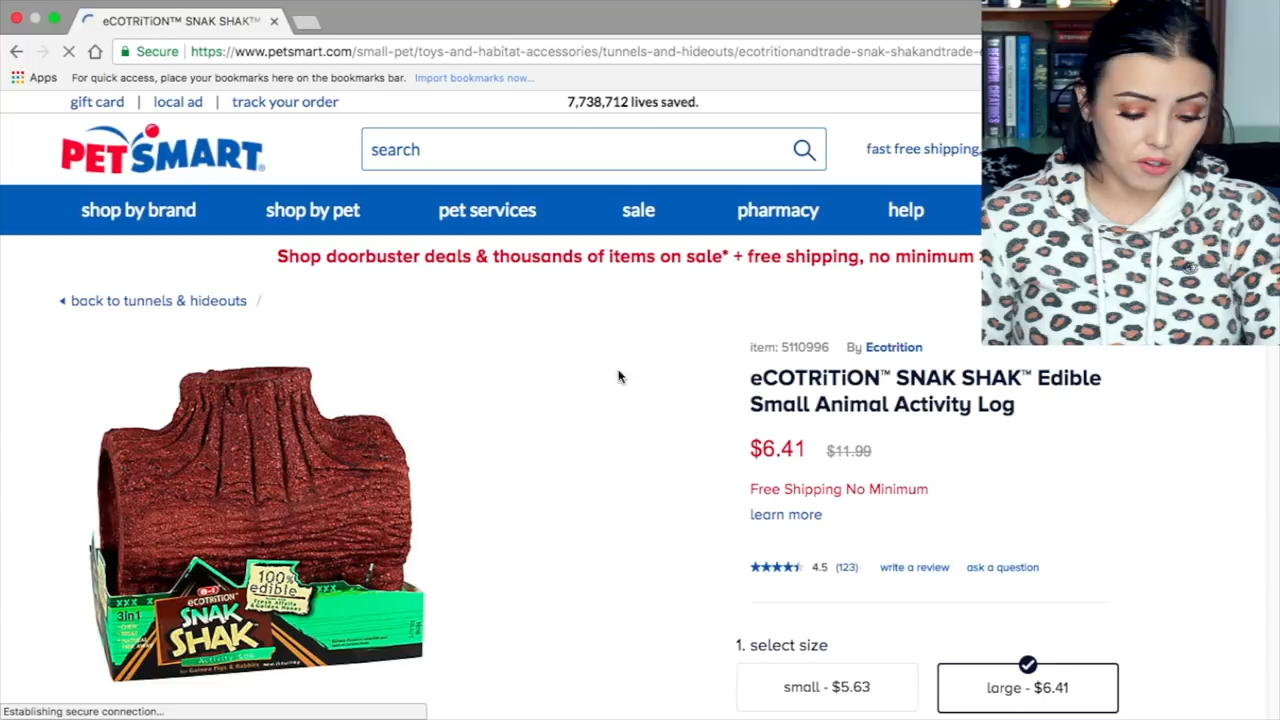 eCOTRiTiON™ SNAK SHAK™
Secure
https://www.petsmart.com/small-pet/toys-and-habitat-accessories/tunnels-and-hideouts/ecotritionandtrade-snak-shakandtrade-
Apps
For quick access, place your bookmarks here on the bookmarks bar.
Import bookmarks now...
gift card | local ad | track your order
7,738,712 lives saved.
PETSMART
search
fast free shipping,
shop by brand
shop by pet
pet services
sale
pharmacy
help
Shop doorbuster deals & thousands of items on sale* + free shipping, no minimum >
back to tunnels & hideouts /
item: 5110996
By Ecotrition
eCOTRiTiON™ SNAK SHAK™ Edible
Small Animal Activity Log
$6.41
$11.99
Free Shipping No Minimum
learn more
4.5 (123)
write a review
ask a question
1. select size
small - $5.63
large - $6.41
100%
edible
3in1
eCOTRITION
SNAK
SHAK
Activity Log
Establishing secure connection...
BEAUTIFUL CREATURES